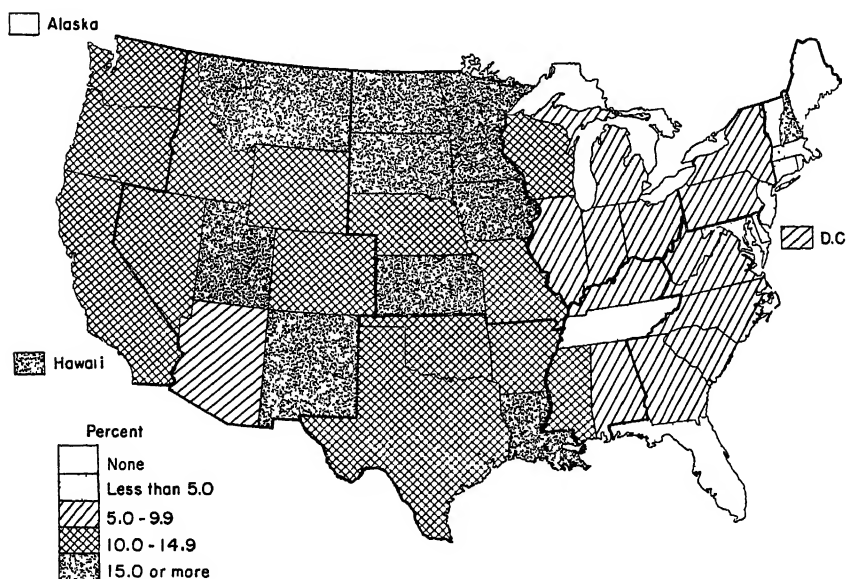 Alaska
D.C
Hawaii
Percent
None
Less than 5.0
5.0 - 9.9
10.0 - 14.9
15.0 or more